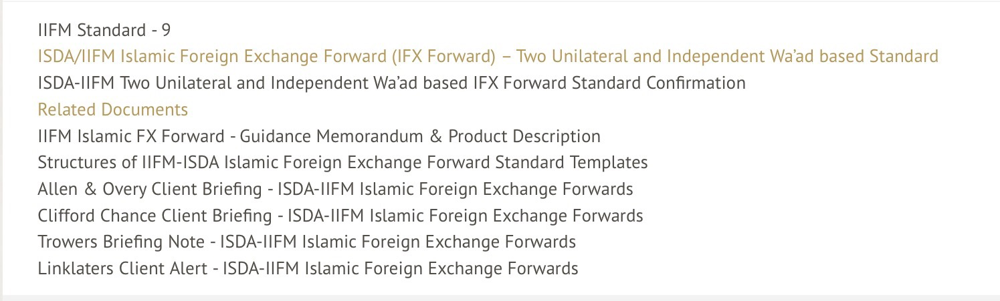 IIFM Standard - 9
ISDA/IIFM Islamic Foreign Exchange Forward (IFX Forward) – Two Unilateral and Independent Wa’ad based Standard
ISDA-IIFM Two Unilateral and Independent Wa’ad based IFX Forward Standard Confirmation
Related Documents
IIFM Islamic FX Forward - Guidance Memorandum & Product Description
Structures of IIFM-ISDA Islamic Foreign Exchange Forward Standard Templates
Allen & Overy Client Briefing - ISDA-IIFM Islamic Foreign Exchange Forwards
Clifford Chance Client Briefing - ISDA-IIFM Islamic Foreign Exchange Forwards
Trowers Briefing Note - ISDA-IIFM Islamic Foreign Exchange Forwards
Linklaters Client Alert - ISDA-IIFM Islamic Foreign Exchange Forwards